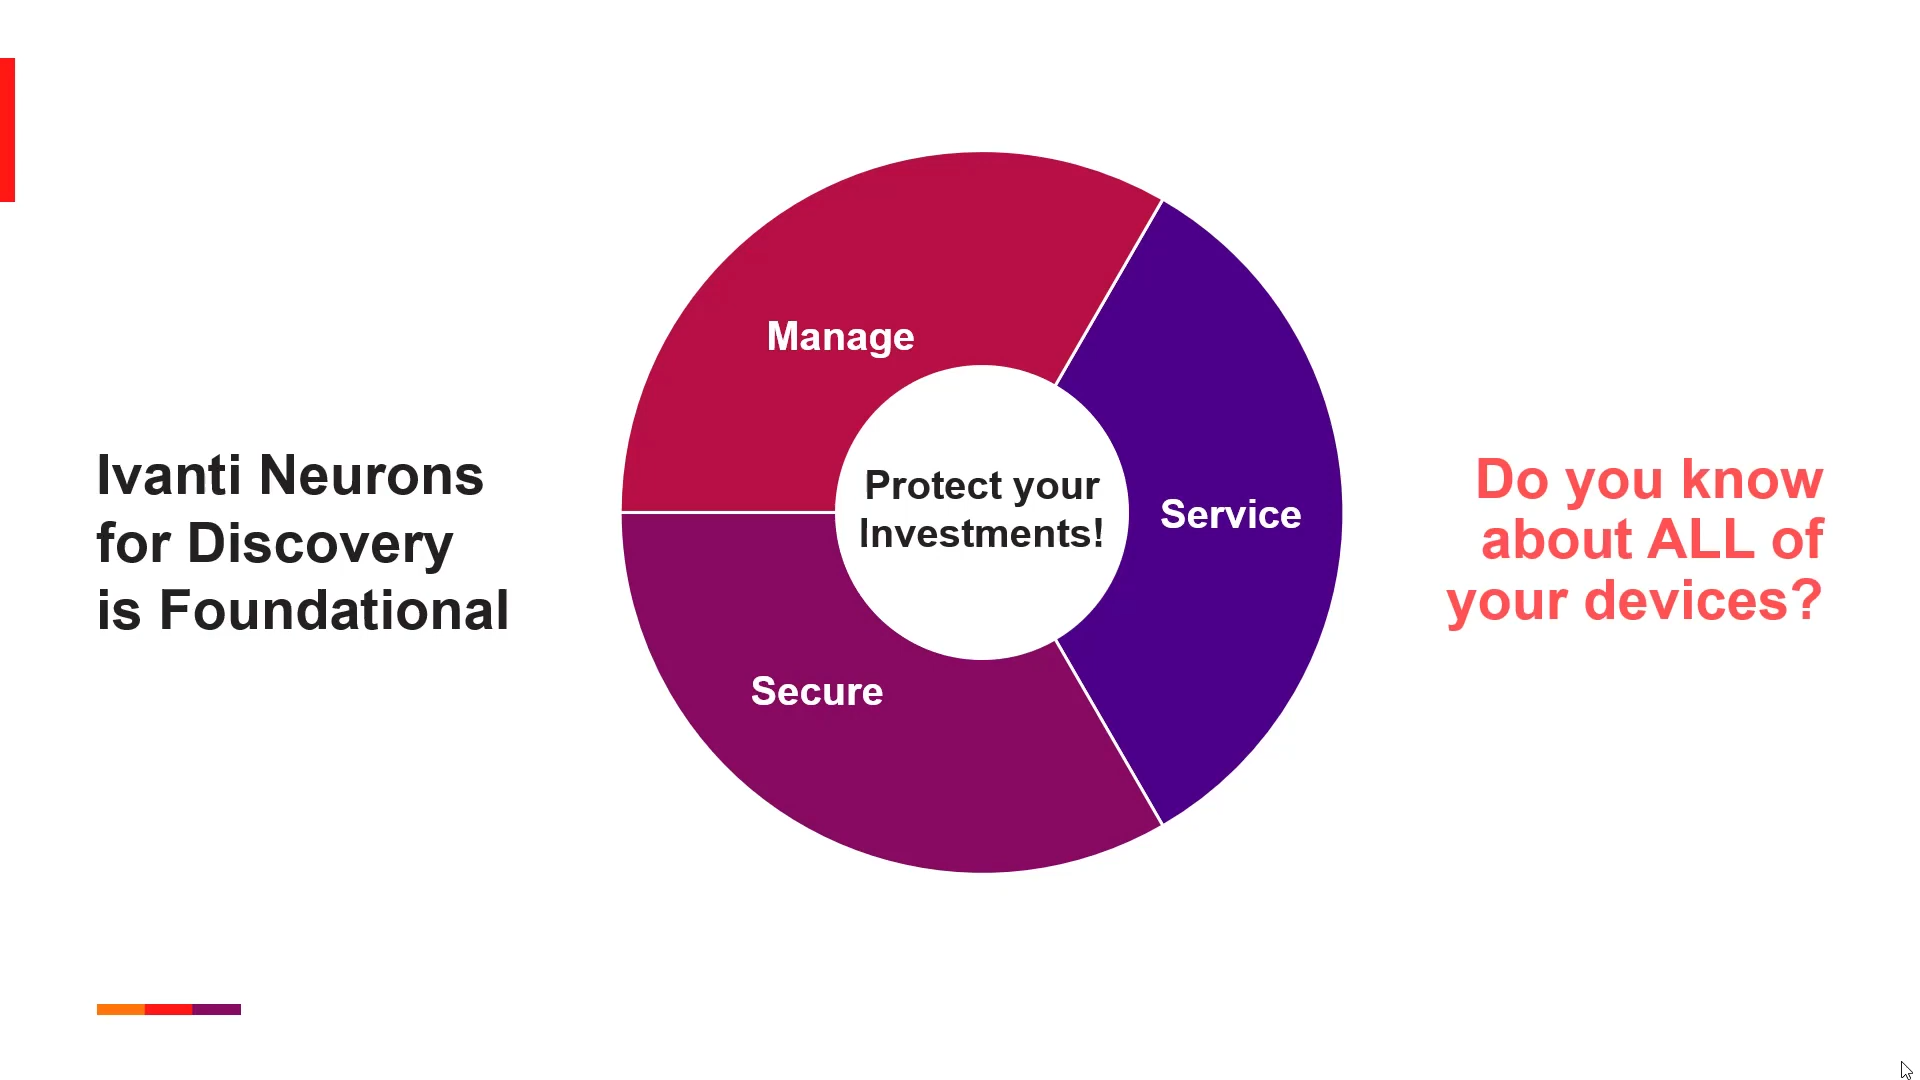 Ivanti Neurons
for Discovery
is Foundational
Manage
Protect your
Investments!
Service
Secure
Do you know
about ALL of
your devices?